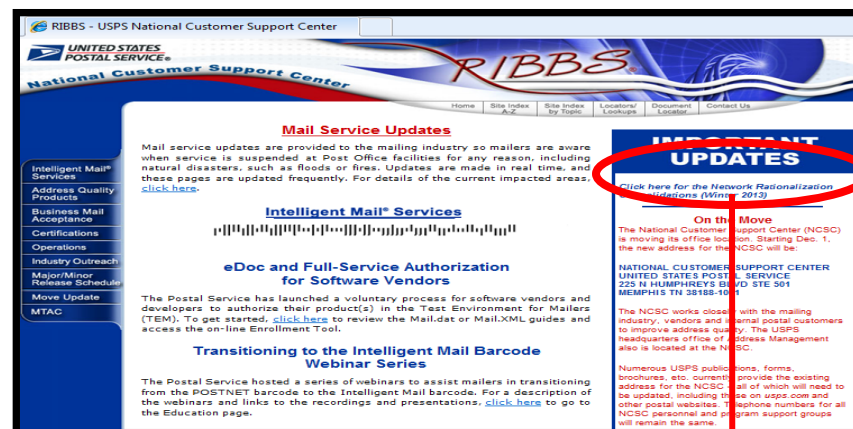 RIBBS - USPS National Customer Support Center
UNITED STATES
POSTAL SERVICE®
National Customer Support Center
RIBBS®
Home
Site Index A-Z
Site Index by Topic
Locators/ Lookups
Document Locator
Contact Us
Intelligent Mail®
Services
Address Quality
Products
Business Mail
Acceptance
Certifications
Operations
Industry Outreach
Major/Minor
Release Schedule
Move Update
MTAC
Mail Service Updates
Mail service updates are provided to the mailing industry so mailers are aware
when service is suspended at Post Office facilities for any reason, including
natural disasters, such as floods or fires. Updates are made in real time, and
these pages are updated frequently. For details of the current impacted areas,
click here.
Intelligent Mail® Services
eDoc and Full-Service Authorization
for Software Vendors
The Postal Service has launched a voluntary process for software vendors and
developers to authorize their product(s) in the Test Environment for Mailers
(TEM). To get started, click here to review the Mail.dat or Mail.XML guides and
access the on-line Enrollment Tool.
Transitioning to the Intelligent Mail Barcode
Webinar Series
The Postal Service hosted a series of webinars to assist mailers in transitioning
from the POSTNET barcode to the Intelligent Mail barcode. For a description of
the webinars and links to the recordings and presentations, click here to go to
the Education page.
IMPORTANT
UPDATES
Click here for the Network Rationalization
Consolidations (Winter 2013)
On the Move
The National Customer Support Center (NCSC)
is moving its office location. Starting Dec. 1,
the new address for the NCSC will be:
NATIONAL CUSTOMER SUPPORT CENTER
UNITED STATES POSTAL SERVICE
225 N HUMPHREYS BLVD STE 501
MEMPHIS TN 38188-1001
The NCSC works closely with the mailing
industry, vendors and internal postal customers
to improve address quality. The USPS
headquarters office of Address Management
also is located at the NCSC.
Numerous USPS publications, forms,
brochures, etc. currently provide the existing
address for the NCSC - all of which will need to
be updated, including those on usps.com and
other postal websites. Telephone numbers for all
NCSC personnel and program support groups
will remain the same.